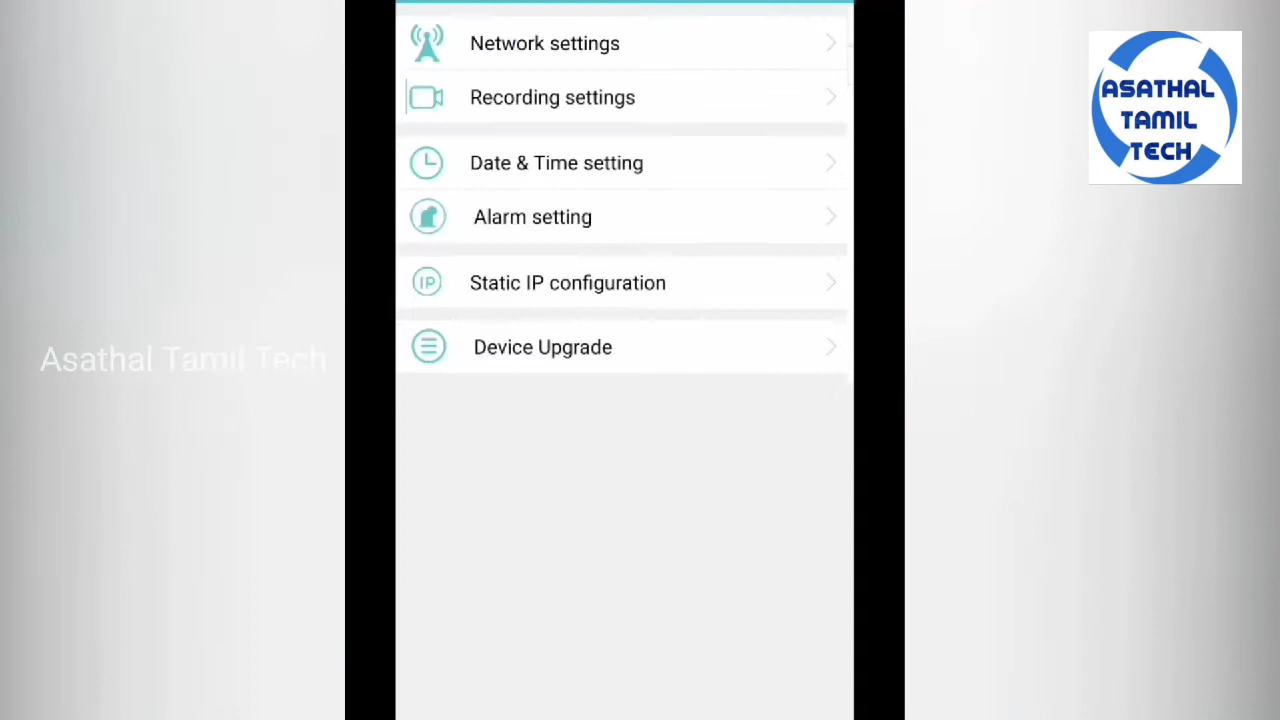 Network settings
Recording settings
Date & Time setting
Alarm setting
IP
Static IP configuration
Device Upgrade
ASATHAL
TAMIL
TECH
Asathal Tamil Tech